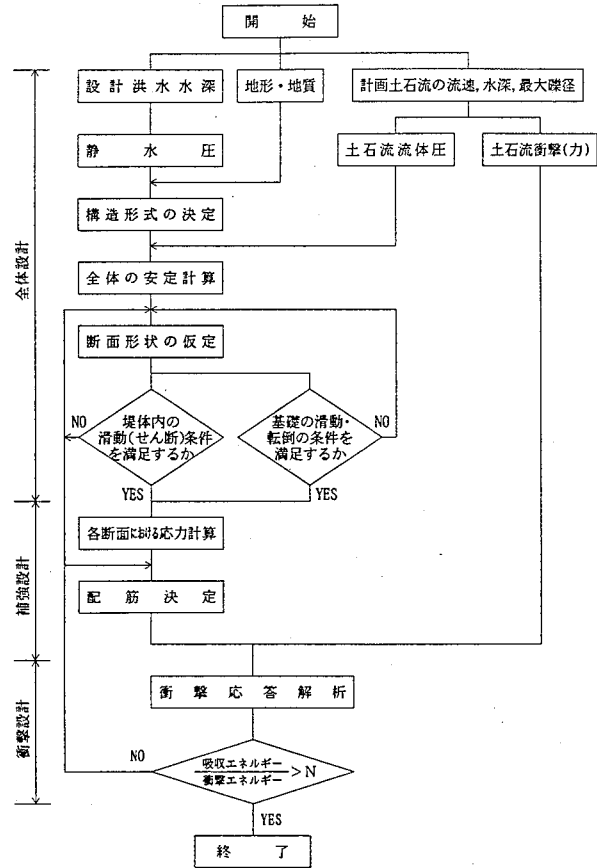 開始
設計洪水水深
地形・地質
計画土石流の流速,水深,最大礫径
静水圧
土石流流体圧
土石流衝撃(力)
構造形式の決定
全体の安定計算
全体設計
断面形状の仮定
NO
堤体内の
滑動(せん断)条件
を満足するか
基礎の滑動・
転倒の条件を
満足するか
NO
YES
YES
各断面における応力計算
補強設計
配筋決定
衝撃応答解析
衝撃設計
NO
吸収エネルギー
衝撃エネルギー
>N
YES
終了